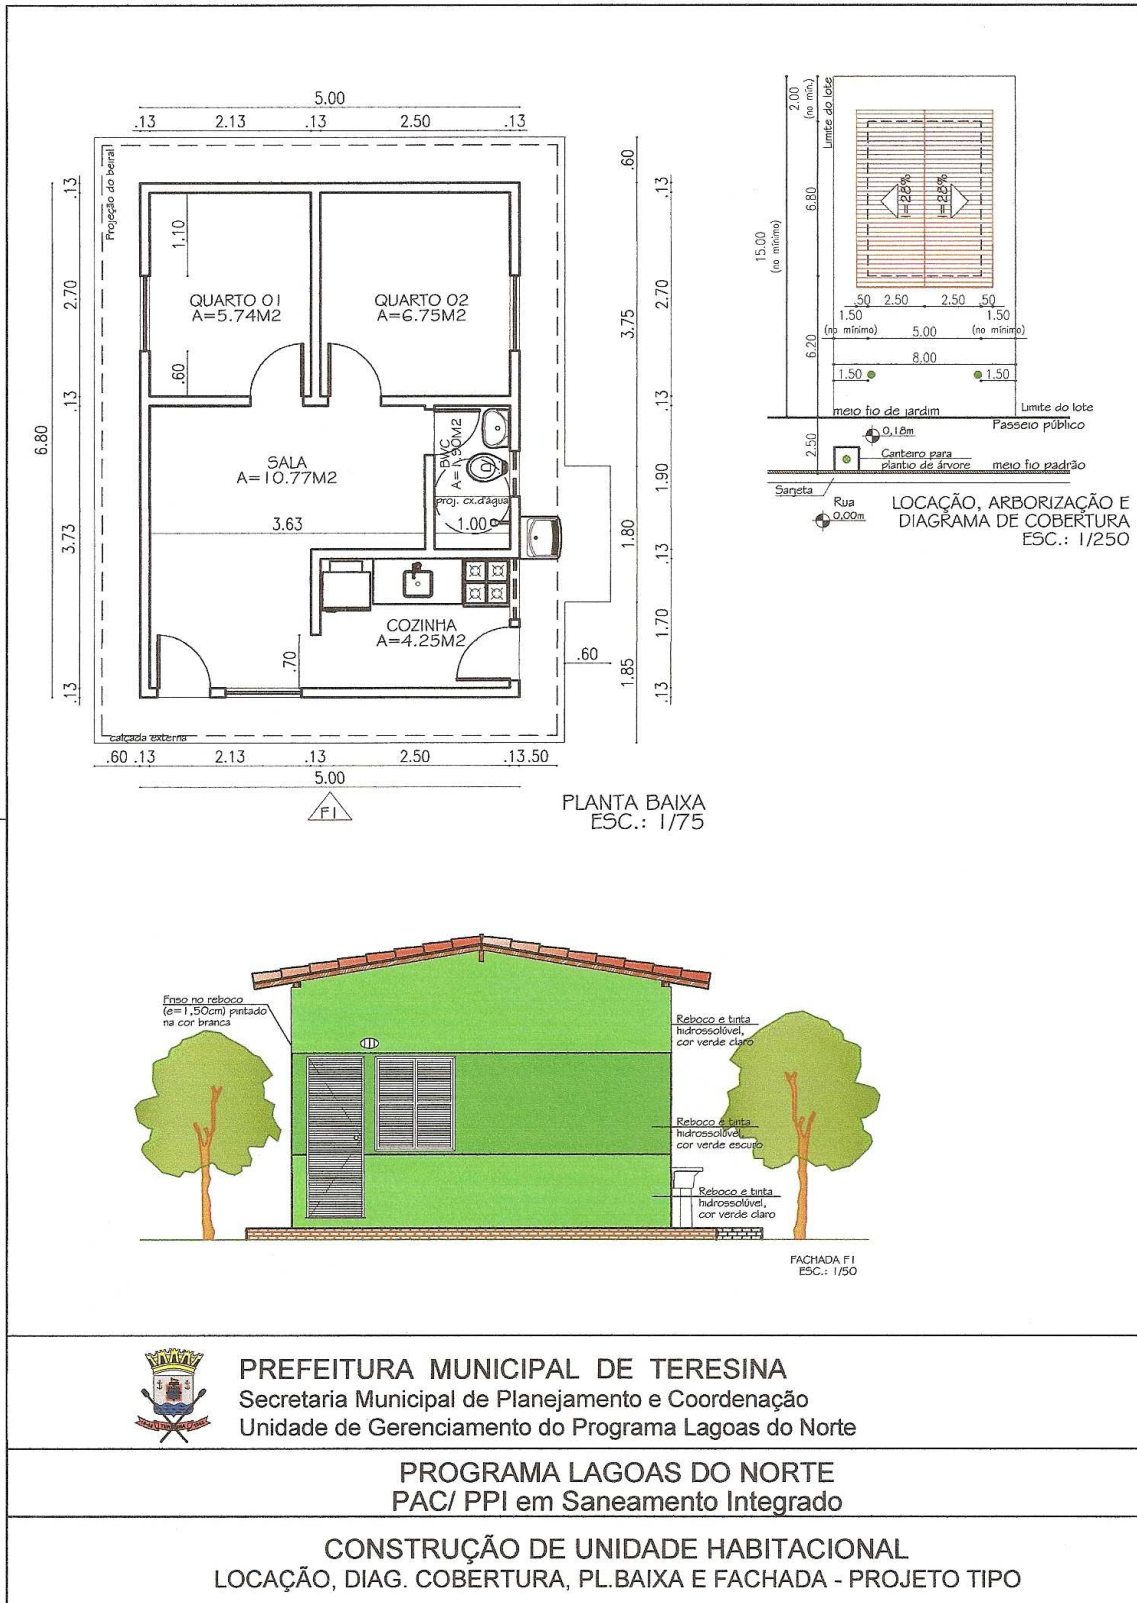 5.00
.13 2.13 .13 2.50 .13
Projeção do beiral
.60
.13
.13
1.10
2.70
2.70
3.75
QUARTO 01
A=5.74M2
QUARTO 02
A=6.75M2
.60
.13
.13
6.80
SALA
A=10.77M2
BWC
A=1.90M2
proj. cx.d'água
1.90
3.63
1.00
3.73
1.80
.13
COZINHA
A=4.25M2
1.70
.70
.60
1.85
.13
.13
calçada externa
.60 .13 2.13 .13 2.50 .13 .50
5.00
F1
PLANTA BAIXA
ESC.: 1/75
2.00
(no mín.)
Limite do lote
6.80
i=28%
i=28%
15.00
(no mínimo)
.50 2.50 2.50 .50
1.50
(no mínimo)
1.50
(no mínimo)
5.00
6.20
8.00
1.50
1.50
meio fio de jardim
Limite do lote
Passeio público
0,18m
2.50
Canteiro para
plantio de árvore
meio fio padrão
Sarjeta
Rua
0,00m
LOCAÇÃO, ARBORIZAÇÃO E
DIAGRAMA DE COBERTURA
ESC.: 1/250
Friso no reboco
(e=1,50cm) pintado
na cor branca
Reboco e tinta
hidrossolúvel,
cor verde claro
Reboco e tinta
hidrossolúvel,
cor verde escuro
Reboco e tinta
hidrossolúvel,
cor verde claro
FACHADA F1
ESC.: 1/50
PREFEITURA MUNICIPAL DE TERESINA
Secretaria Municipal de Planejamento e Coordenação
Unidade de Gerenciamento do Programa Lagoas do Norte
TERESINA
PROGRAMA LAGOAS DO NORTE
PAC/ PPI em Saneamento Integrado
CONSTRUÇÃO DE UNIDADE HABITACIONAL
LOCAÇÃO, DIAG. COBERTURA, PL.BAIXA E FACHADA - PROJETO TIPO